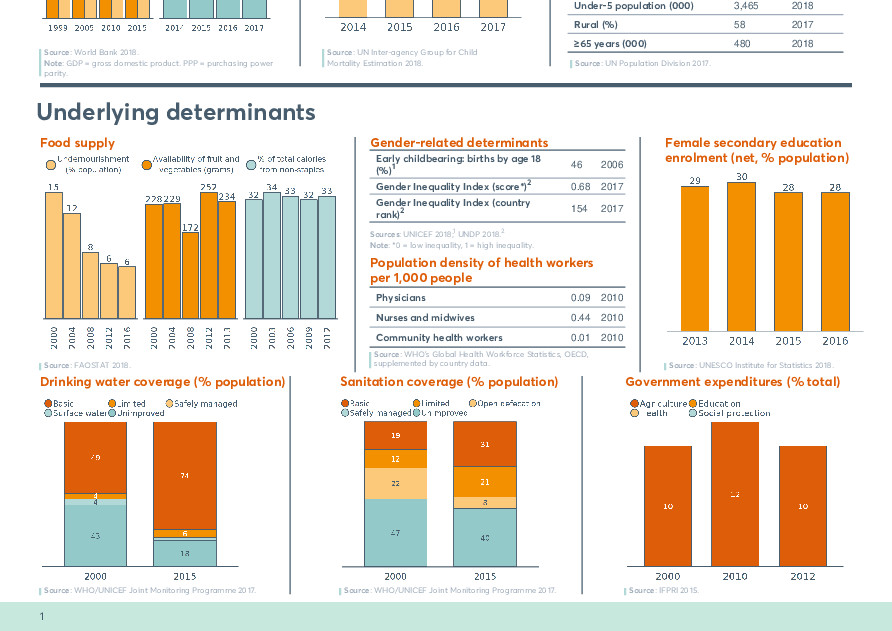 1999 2005 2010 2015
2014 2015 2016 2017
Source: World Bank 2018.
Note: GDP = gross domestic product. PPP = purchasing power
parity.
2014 2015 2016 2017
Source: UN Inter-agency Group for Child
Mortality Estimation 2018.
Under-5 population (000) 3,465 2018
Rural (%) 58 2017
≥65 years (000) 480 2018
Source: UN Population Division 2017.
Underlying determinants
Food supply
Undernourishment
(% population)
Availability of fruit and
vegetables (grams)
% of total calories
from non-staples
15 12 8 6 6
228 229 172 252 234
32 34 33 32 33
2000 2004 2008 2012 2016
2000 2004 2008 2012
2000 2006 2009 2012
Source: FAOSTAT 2018.
Gender-related determinants
Early childbearing: births by age 18
(%)1 46 2006
Gender Inequality Index (score*)2 0.68 2017
Gender Inequality Index (country
rank)2 154 2017
Sources: UNICEF 2018,1 UNDP 2018.2
Note: *0 = low inequality, 1 = high inequality.
Population density of health workers
per 1,000 people
Physicians 0.09 2010
Nurses and midwives 0.44 2010
Community health workers 0.01 2010
Source: WHO's Global Health Workforce Statistics, OECD,
supplemented by country data.
Female secondary education
enrolment (net, % population)
29 30 28 28
2013 2014 2015 2016
Source: UNESCO Institute for Statistics 2018.
Drinking water coverage (% population)
Basic Limited Safely managed
Surface water Unimproved
4
4
43
74
6
18
2000 2015
Source: WHO/UNICEF Joint Monitoring Programme 2017.
Sanitation coverage (% population)
Basic Limited Open defecation
Safely managed Unimproved
19
12
22
47
31
21
8
40
2000 2015
Source: WHO/UNICEF Joint Monitoring Programme 2017.
Government expenditures (% total)
Agriculture Education
Health Social protection
10 12 10
2000 2010 2012
Source: IFPRI 2015.
1